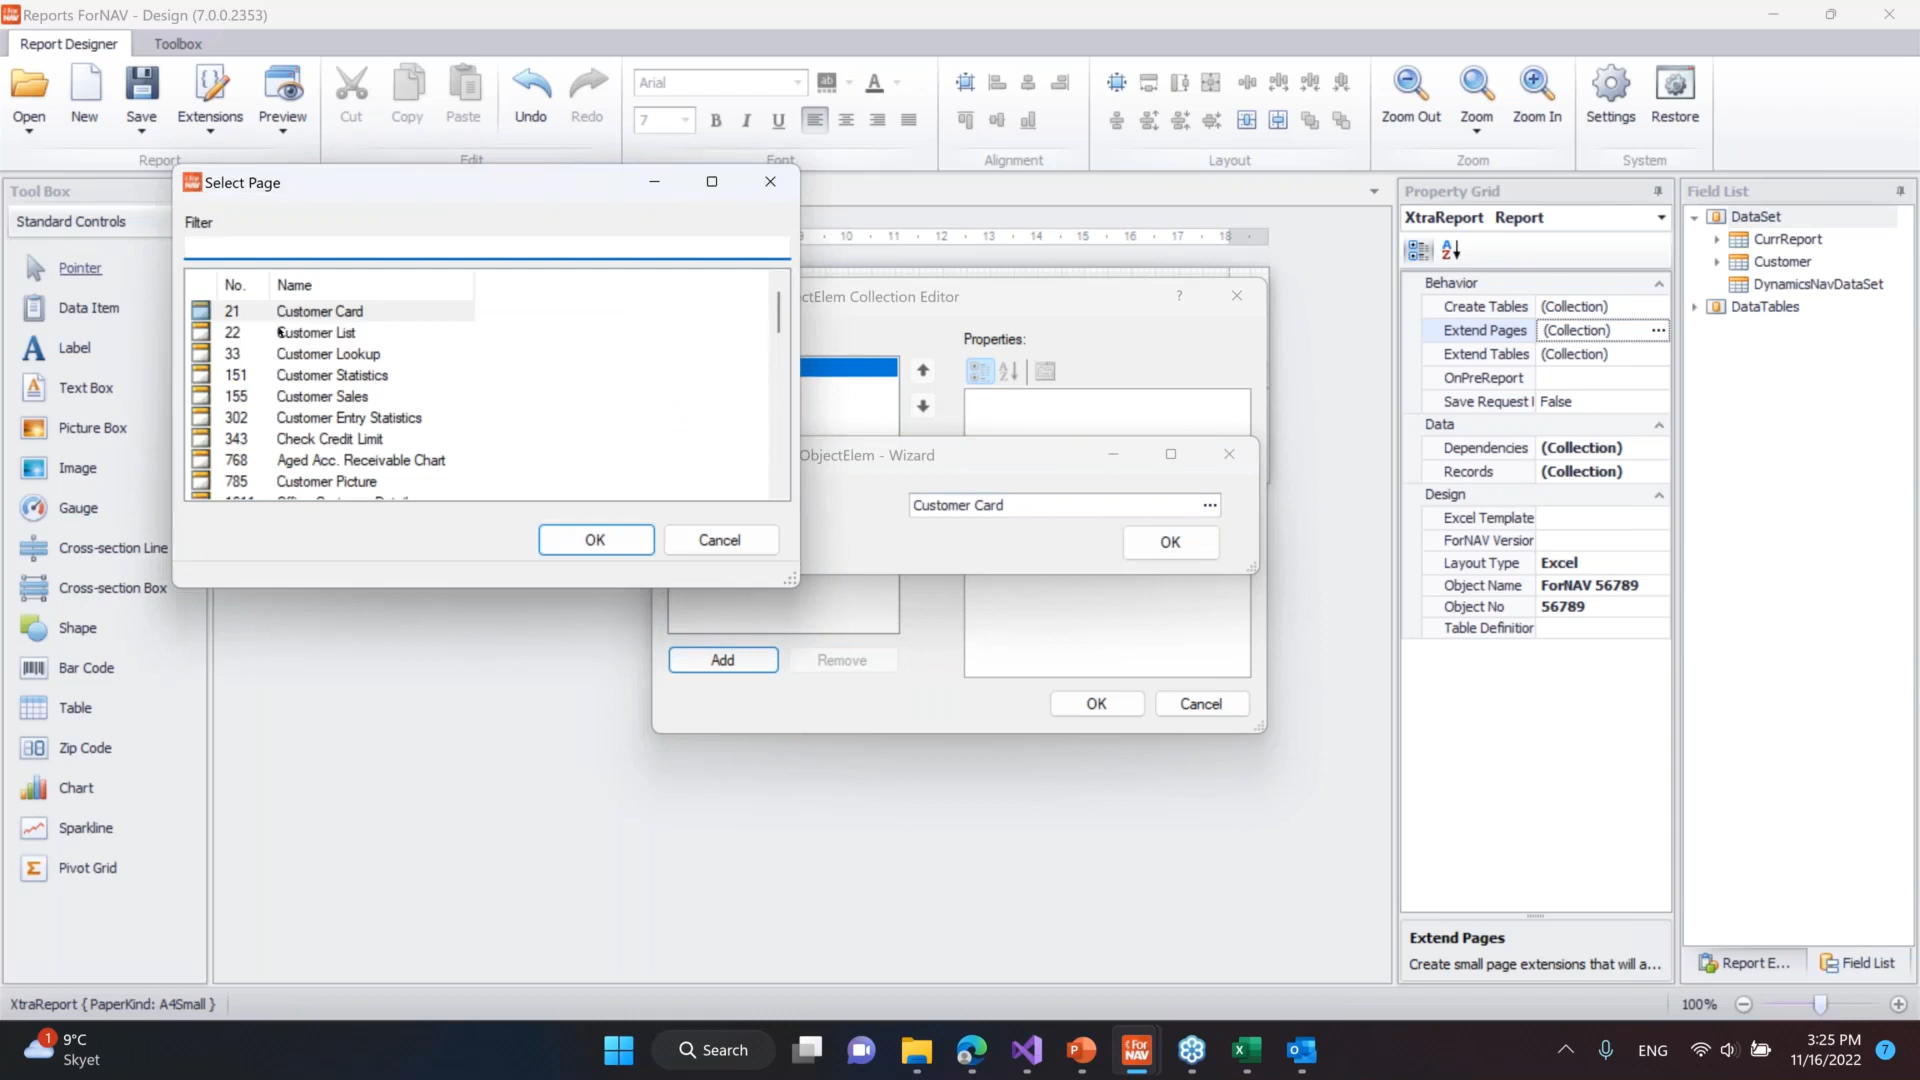 Reports ForNAV - Design (7.0.0.2353)
Report Designer
Toolbox
Open
New
Save
Extensions
Preview
Cut
Copy
Paste
Undo
Redo
Arial
7
B
I
U
Zoom Out
Zoom
Zoom In
Settings
Restore
Report
Edit
Font
Alignment
Layout
Zoom
System
Tool Box
Standard Controls
Pointer
Data Item
Label
Text Box
Picture Box
Image
Gauge
Cross-section Line
Cross-section Box
Shape
Bar Code
Table
Zip Code
Chart
Sparkline
Pivot Grid
Select Page
Filter
No. Name
21 Customer Card
22 Customer List
33 Customer Lookup
151 Customer Statistics
155 Customer Sales
302 Customer Entry Statistics
343 Check Credit Limit
768 Aged Acc. Receivable Chart
785 Customer Picture
OK
Cancel
10 11 12 13 14 15 16 17 18
ctElem Collection Editor
?
Properties:
ObjectElem - Wizard
Customer Card
OK
Add
Remove
OK
Cancel
Property Grid
XtraReport Report
Behavior
Create Tables (Collection)
Extend Pages (Collection)
Extend Tables (Collection)
OnPreReport
Save Request False
Data
Dependencies (Collection)
Records (Collection)
Design
Excel Template
ForNAV Version
Layout Type Excel
Object Name ForNAV 56789
Object No 56789
Table Definition
Extend Pages
Create small page extensions that will a...
Field List
DataSet
CurrReport
Customer
DynamicsNavDataSet
DataTables
Report E...
Field List
XtraReport { PaperKind: A4Small }
100%
1
9°C
Skyet
Search
ENG
3:25 PM
11/16/2022
7